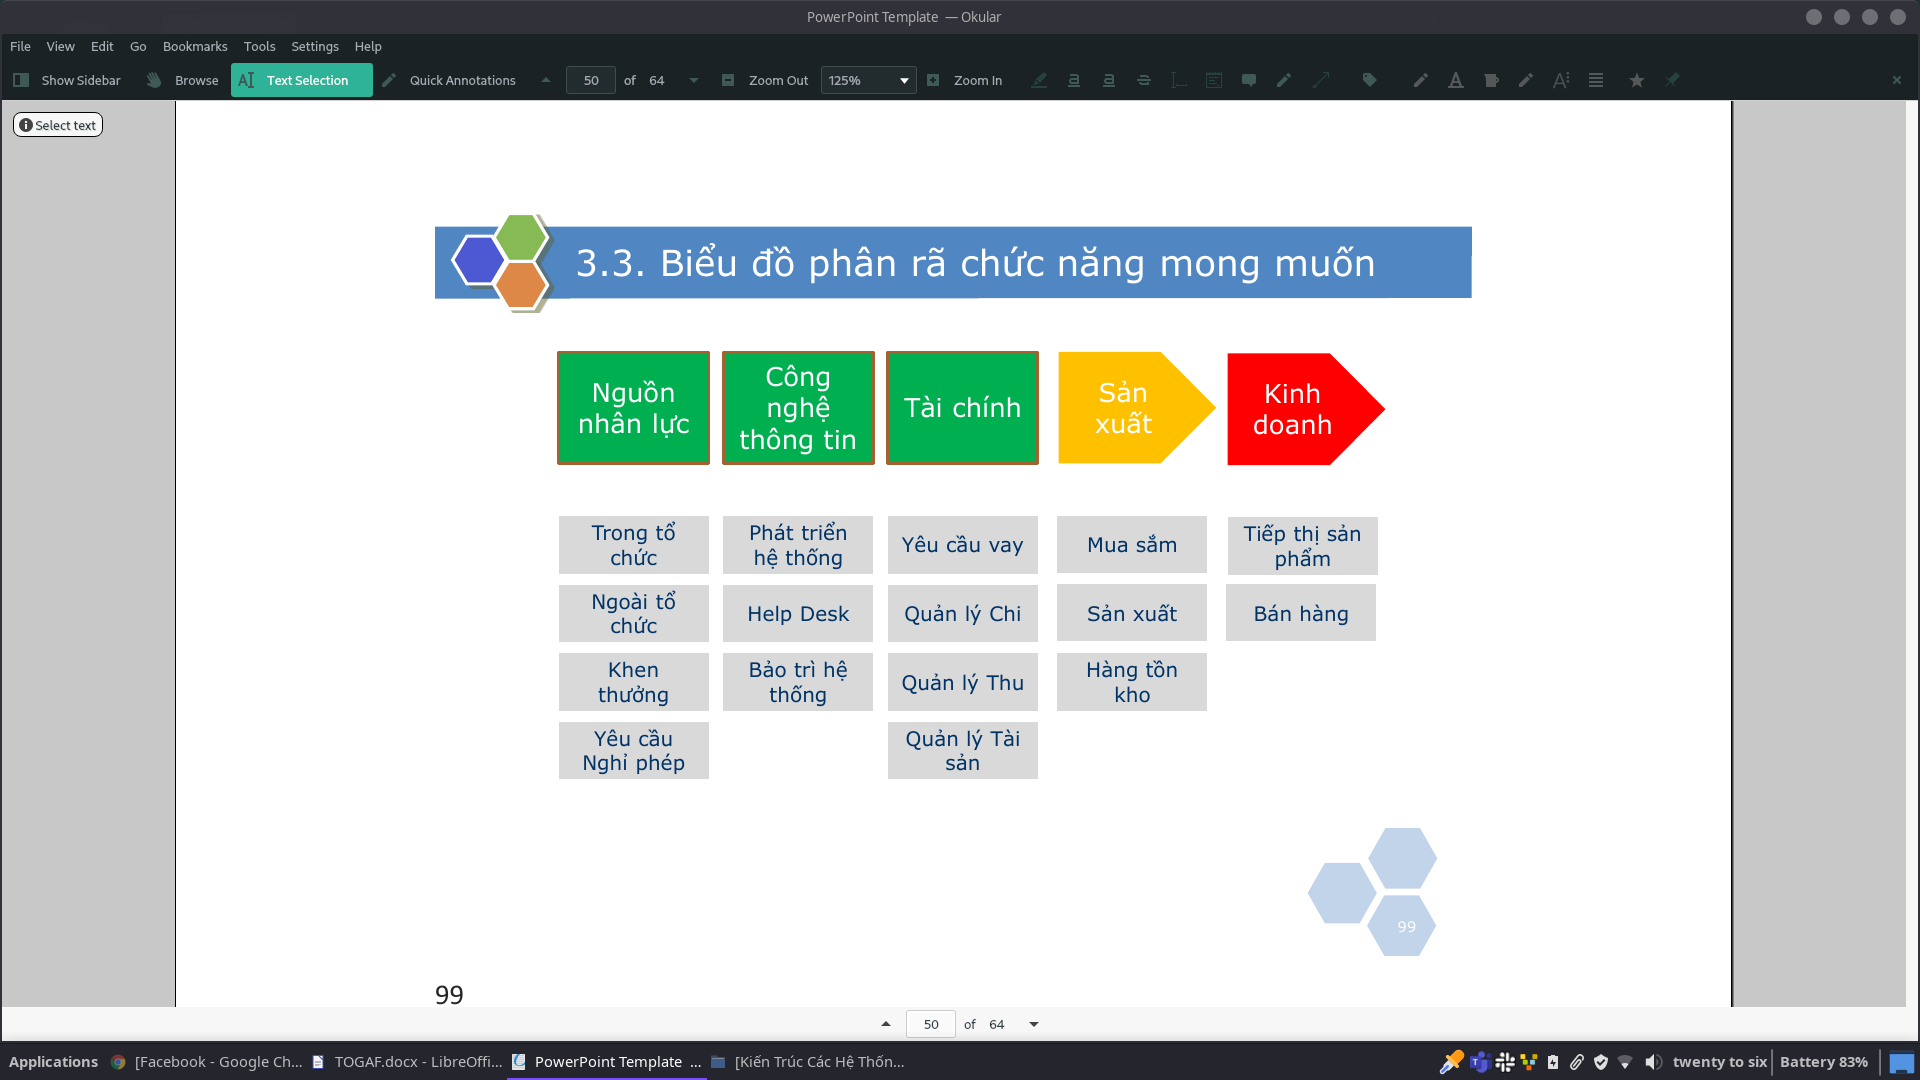 PowerPoint Template — Okular
File View Edit Go Bookmarks Tools Settings Help
Show Sidebar Browse Text Selection Quick Annotations 50 of 64 Zoom Out 125% Zoom In
Select text
3.3. Biểu đồ phân rã chức năng mong muốn
Nguồn
nhân lực
Công
nghệ
thông tin
Tài chính
Sản
xuất
Kinh
doanh
Trong tổ
chức
Phát triển
hệ thống
Yêu cầu vay
Mua sắm
Tiếp thị sản
phẩm
Ngoài tổ
chức
Help Desk
Quản lý Chi
Sản xuất
Bán hàng
Khen
thưởng
Bảo trì hệ
thống
Quản lý Thu
Hàng tồn
kho
Yêu cầu
Nghỉ phép
Quản lý Tài
sản
99
99
50 of 64
Applications [Facebook - Google Ch... TOGAF.docx - LibreOffi... PowerPoint Template ... [Kiến Trúc Các Hệ Thốn... twenty to six Battery 83%